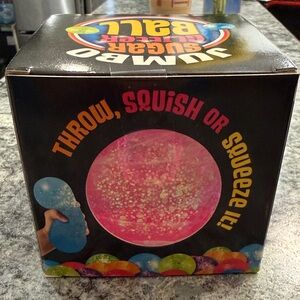 JUMBO
SUGAR
GLITTER
BALL
THROW, SQUISH OR SQUEEZE IT!